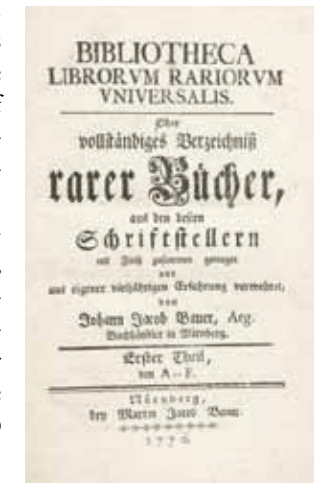 BIBLIOTHECA
LIBRORVM RARIORVM
VNIVERSALIS.
Oder
vollständiges Verzeichniß
rarer Bücher,
aus den besten
Schriftstellern
mit Fleiß zusammen getragen
und
aus eigener vieljährigen Erfahrung vermehret,
von
Johann Jacob Bauer,
Buchhändler in Nürnberg.
Erster Theil,
von A–F.
Nürnberg,
bey Martin Jacob Bauer.